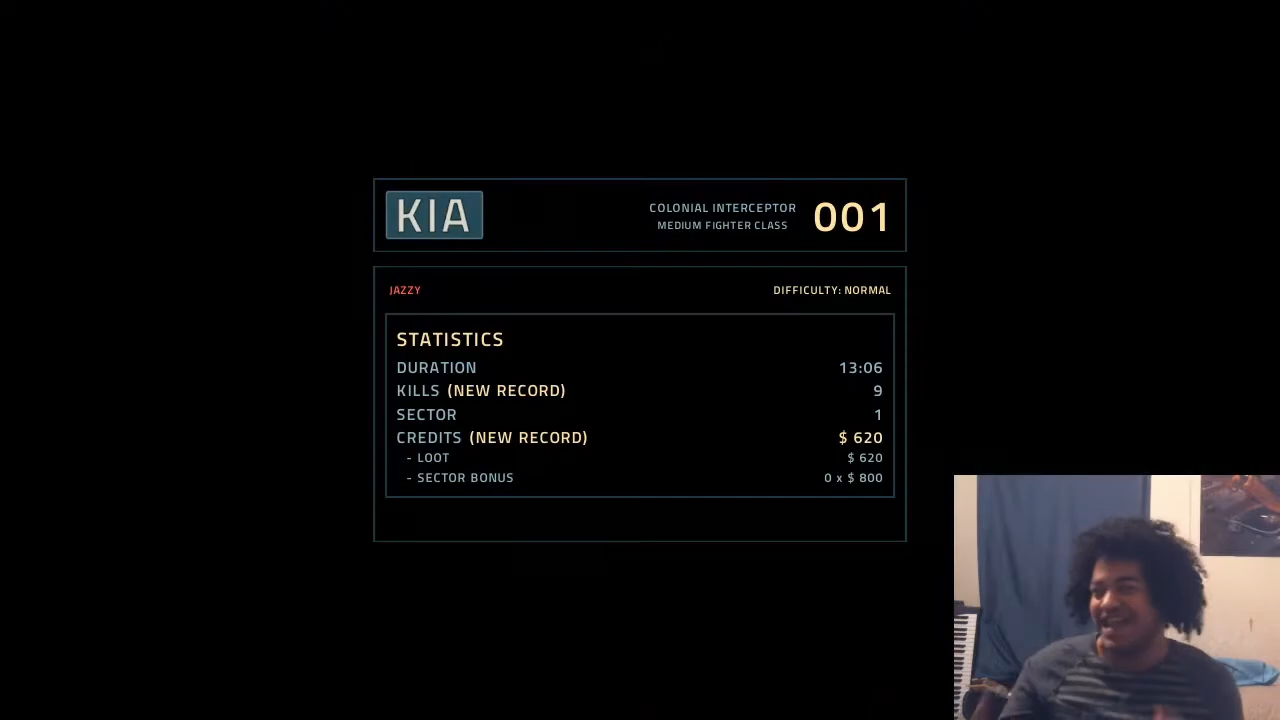 KIA
COLONIAL INTERCEPTOR
MEDIUM FIGHTER CLASS
001
JAZZY
DIFFICULTY: NORMAL
STATISTICS
DURATION 13:06
KILLS (NEW RECORD) 9
SECTOR 1
CREDITS (NEW RECORD) $ 620
- LOOT $ 620
- SECTOR BONUS 0 x $ 800